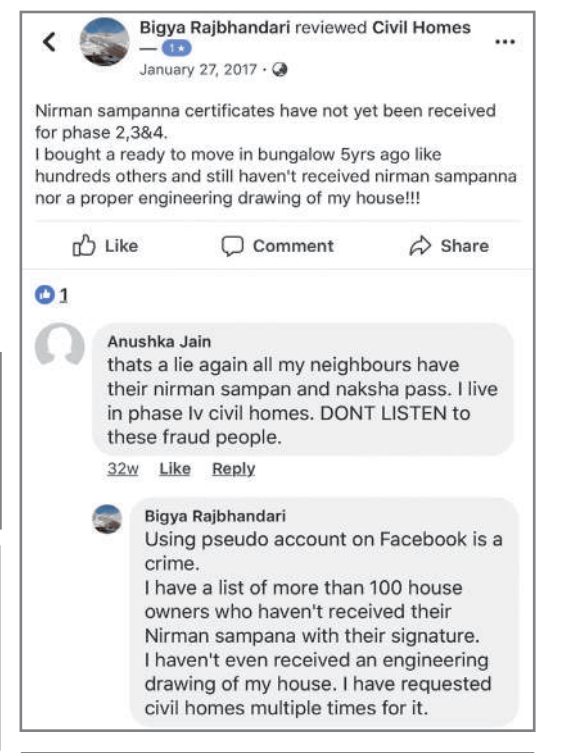 Bigya Rajbhandari reviewed Civil Homes
— 1★
January 27, 2017 ·
Nirman sampanna certificates have not yet been received
for phase 2,3&4.
I bought a ready to move in bungalow 5yrs ago like
hundreds others and still haven't received nirman sampanna
nor a proper engineering drawing of my house!!!
Like Comment Share
1
Anushka Jain
thats a lie again all my neighbours have
their nirman sampan and naksha pass. I live
in phase Iv civil homes. DONT LISTEN to
these fraud people.
32w Like Reply
Bigya Rajbhandari
Using pseudo account on Facebook is a
crime.
I have a list of more than 100 house
owners who haven't received their
Nirman sampana with their signature.
I haven't even received an engineering
drawing of my house. I have requested
civil homes multiple times for it.